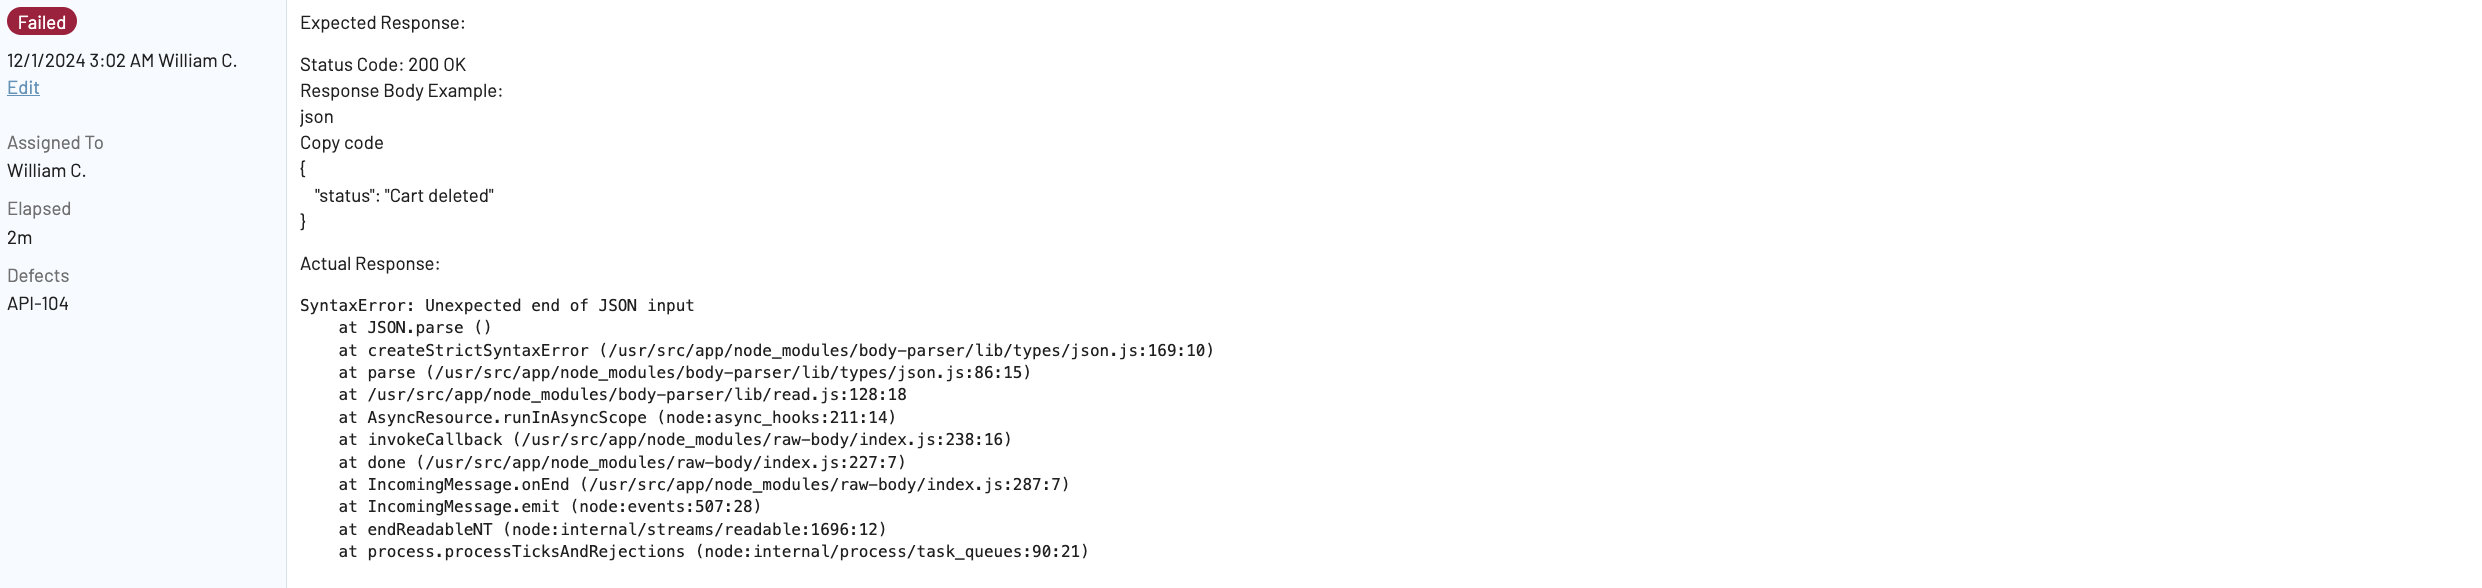 Failed
12/1/2024 3:02 AM William C.
Edit
Assigned To
William C.
Elapsed
2m
Defects
API-104
Expected Response:
Status Code: 200 OK
Response Body Example:
json
Copy code
{
"status": "Cart deleted"
}
Actual Response:
SyntaxError: Unexpected end of JSON input
    at JSON.parse ()
    at createStrictSyntaxError (/usr/src/app/node_modules/body-parser/lib/types/json.js:169:10)
    at parse (/usr/src/app/node_modules/body-parser/lib/types/json.js:86:15)
    at /usr/src/app/node_modules/body-parser/lib/read.js:128:18
    at AsyncResource.runInAsyncScope (node:async_hooks:211:14)
    at invokeCallback (/usr/src/app/node_modules/raw-body/index.js:238:16)
    at done (/usr/src/app/node_modules/raw-body/index.js:227:7)
    at IncomingMessage.onEnd (/usr/src/app/node_modules/raw-body/index.js:287:7)
    at IncomingMessage.emit (node:events:507:28)
    at endReadableNT (node:internal/streams/readable:1696:12)
    at process.processTicksAndRejections (node:internal/process/task_queues:90:21)